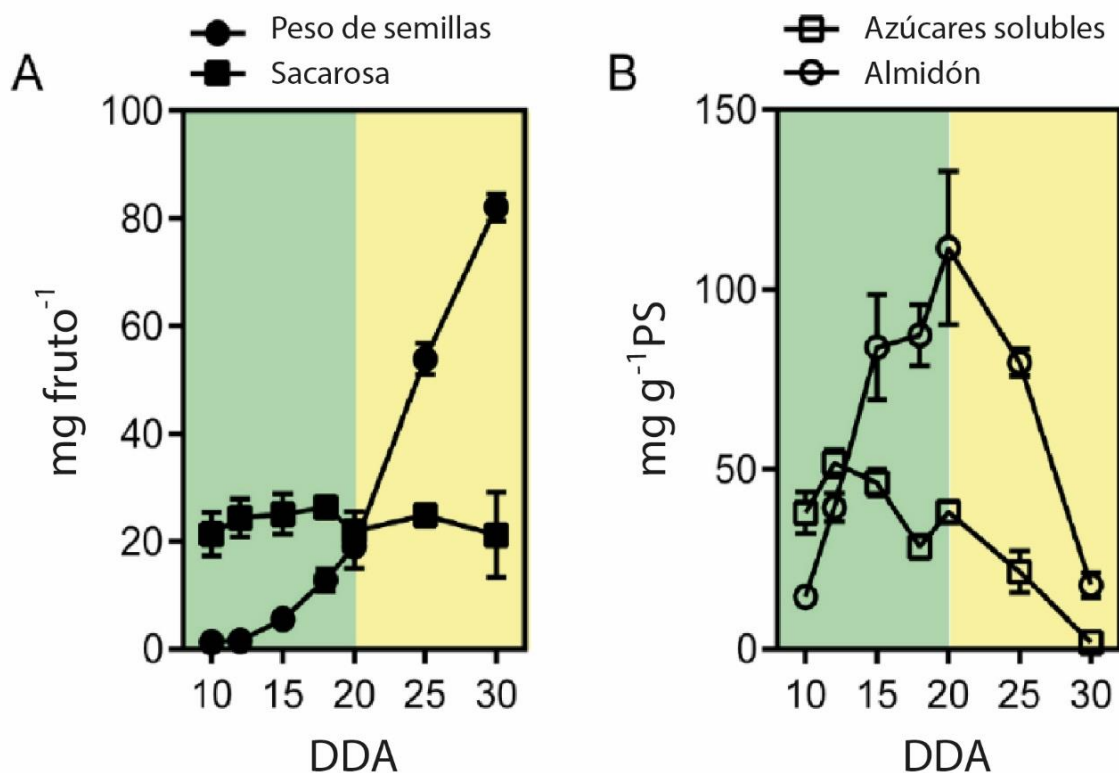 A
Peso de semillas
Sacarosa
100
80
60
40
20
0
mg fruto⁻¹
10 15 20 25 30
DDA
B
Azúcares solubles
Almidón
150
100
50
0
mg g⁻¹PS
10 15 20 25 30
DDA